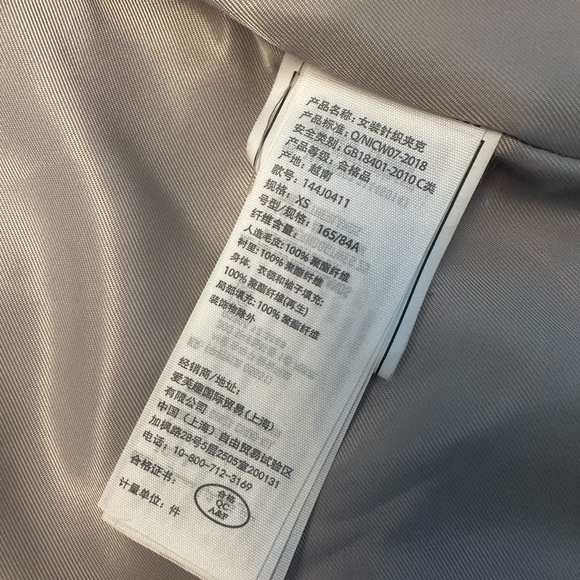 产品名称: 女装针织夹克
产品标准: Q/NICW07-2018
安全类别: GB18401-2010 C类
产品等级: 合格品
产地: 越南
款号: 144J0411
规格: XS
号型/规格: 165/84A
纤维含量:
人造毛皮: 100% 聚酯纤维
衬里: 100% 聚酯纤维
身体, 衣领和袖子填充:
100% 聚酯纤维(再生)
局部填充: 100% 聚酯纤维
装饰物除外
经销商/地址:
爱芙趣国际贸易(上海)
有限公司
中国(上海)自由贸易试验区
加枫路28号5层2505室200131
电话: 10-800-712-3169
合格证书:
合格
QC
A&F
计量单位: 件